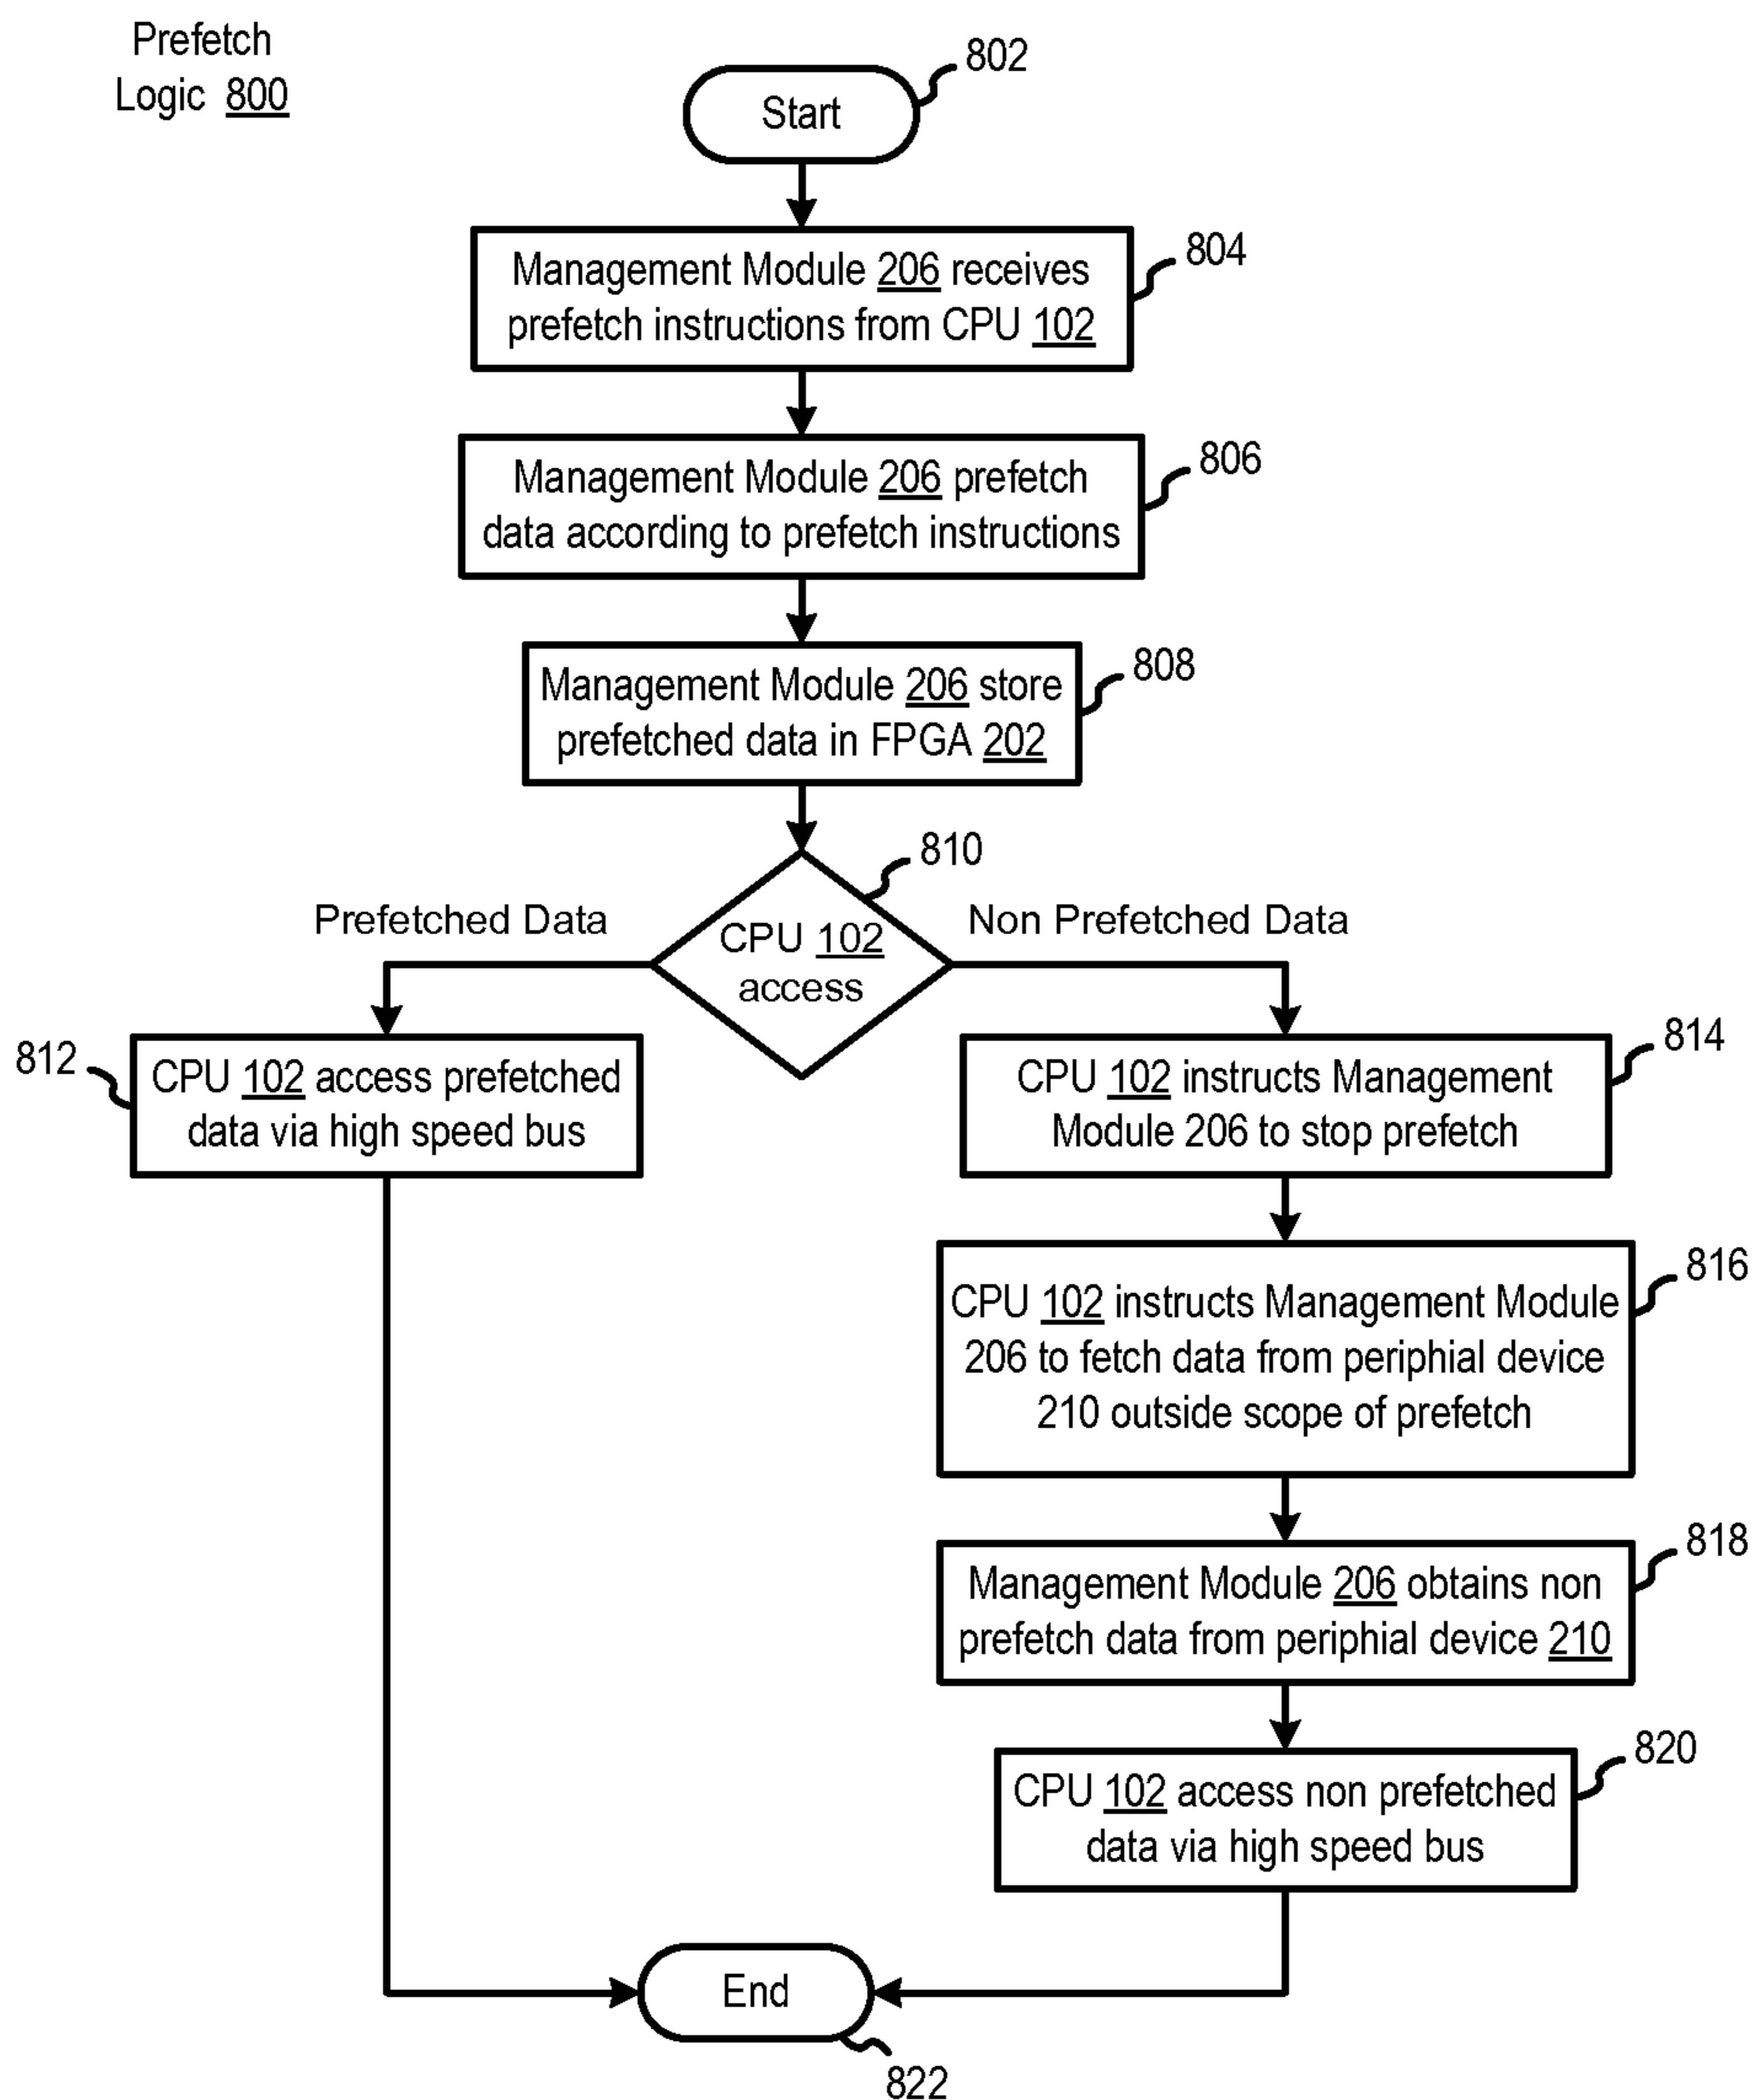 Prefetch
Logic 800
802
Start
804
Management Module 206 receives
prefetch instructions from CPU 102
806
Management Module 206 prefetch
data according to prefetch instructions
808
Management Module 206 store
prefetched data in FPGA 202
810
Prefetched Data
CPU 102
access
Non Prefetched Data
812
CPU 102 access prefetched
data via high speed bus
814
CPU 102 instructs Management
Module 206 to stop prefetch
816
CPU 102 instructs Management Module
206 to fetch data from periphial device
210 outside scope of prefetch
818
Management Module 206 obtains non
prefetch data from periphial device 210
820
CPU 102 access non prefetched
data via high speed bus
End
822